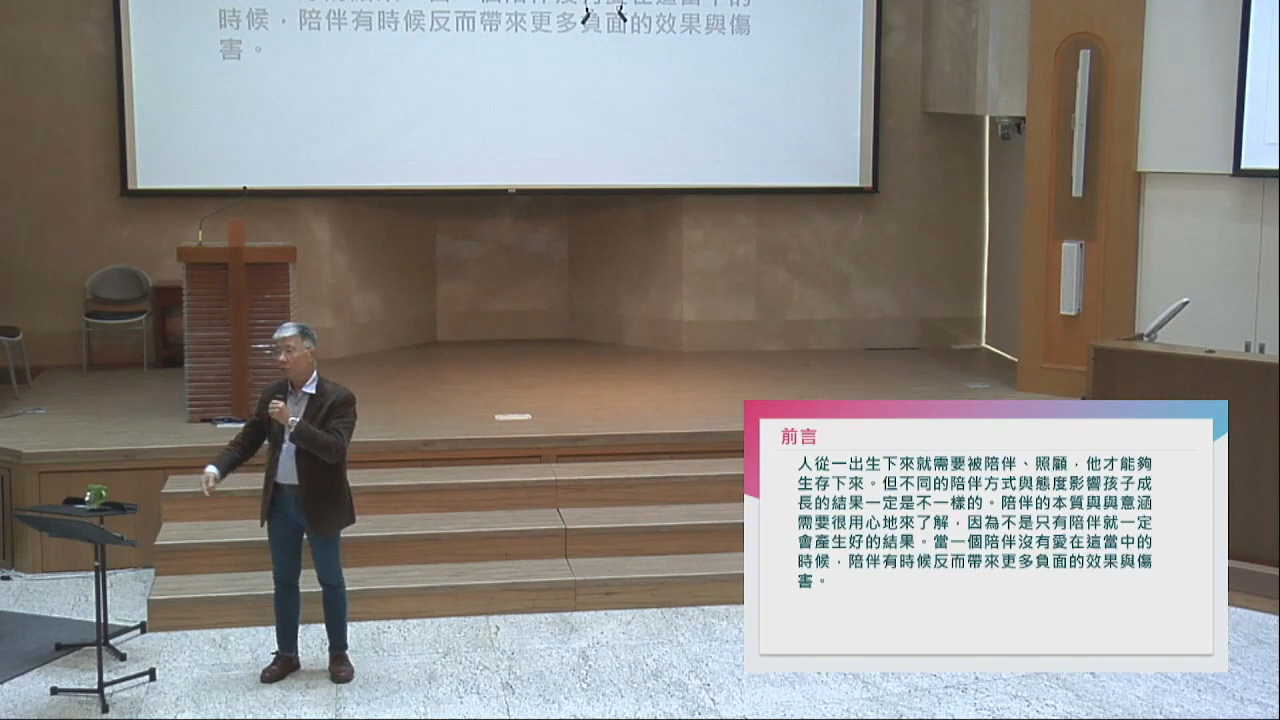 時候，陪伴有時候反而帶來更多負面的效果與傷
害。
前言
人從一出生下來就需要被陪伴、照顧，他才能夠
生存下來。但不同的陪伴方式與態度影響孩子成
長的結果一定是不一樣的。陪伴的本質與與意涵
需要很用心地來了解，因為不是只有陪伴就一定
會產生好的結果。當一個陪伴沒有愛在這當中的
時候，陪伴有時候反而帶來更多負面的效果與傷
害。